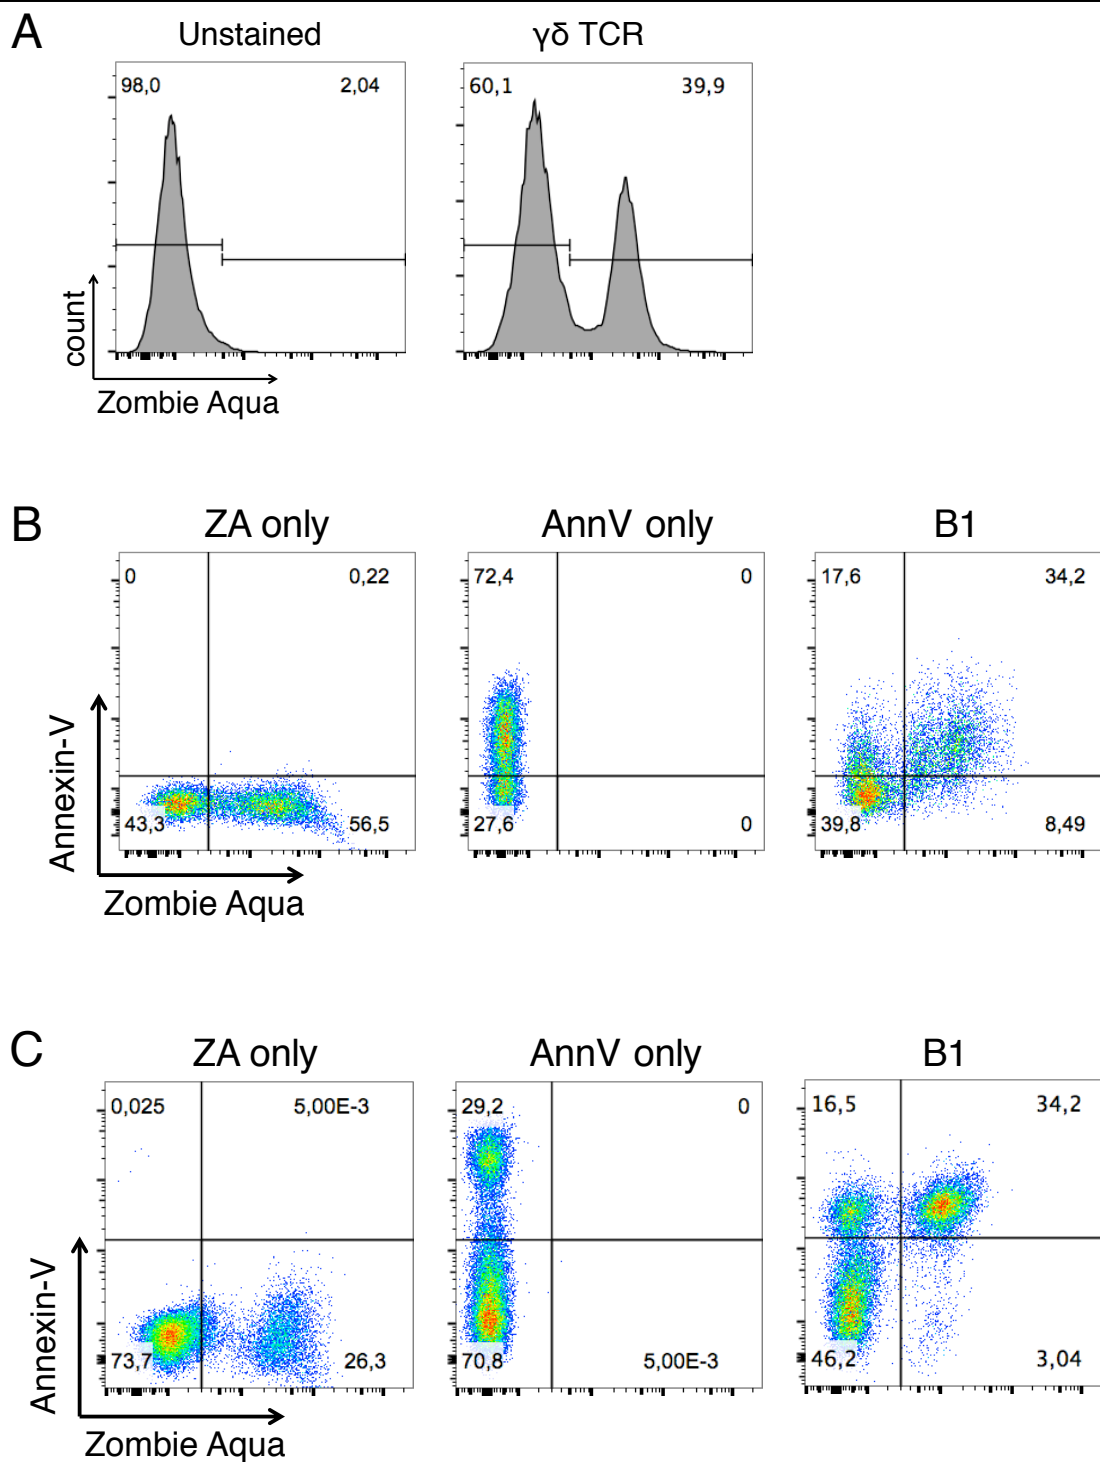 A
Unstained
γδ TCR
98,0
2,04
60,1
39,9
count
Zombie Aqua
B
ZA only
AnnV only
B1
0
0,22
72,4
0
17,6
34,2
43,3
56,5
27,6
0
39,8
8,49
Annexin-V
Zombie Aqua
C
ZA only
AnnV only
B1
0,025
5,00E-3
29,2
0
16,5
34,2
73,7
26,3
70,8
5,00E-3
46,2
3,04
Annexin-V
Zombie Aqua